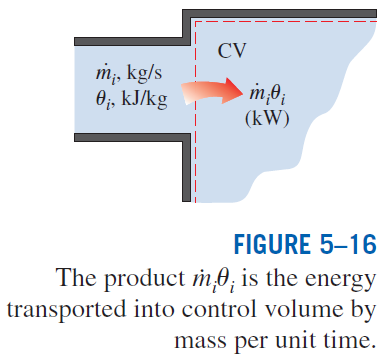 CV
ṁᵢ, kg/s
θᵢ, kJ/kg
ṁᵢθᵢ
(kW)
FIGURE 5–16
The product ṁᵢθᵢ is the energy
transported into control volume by
mass per unit time.